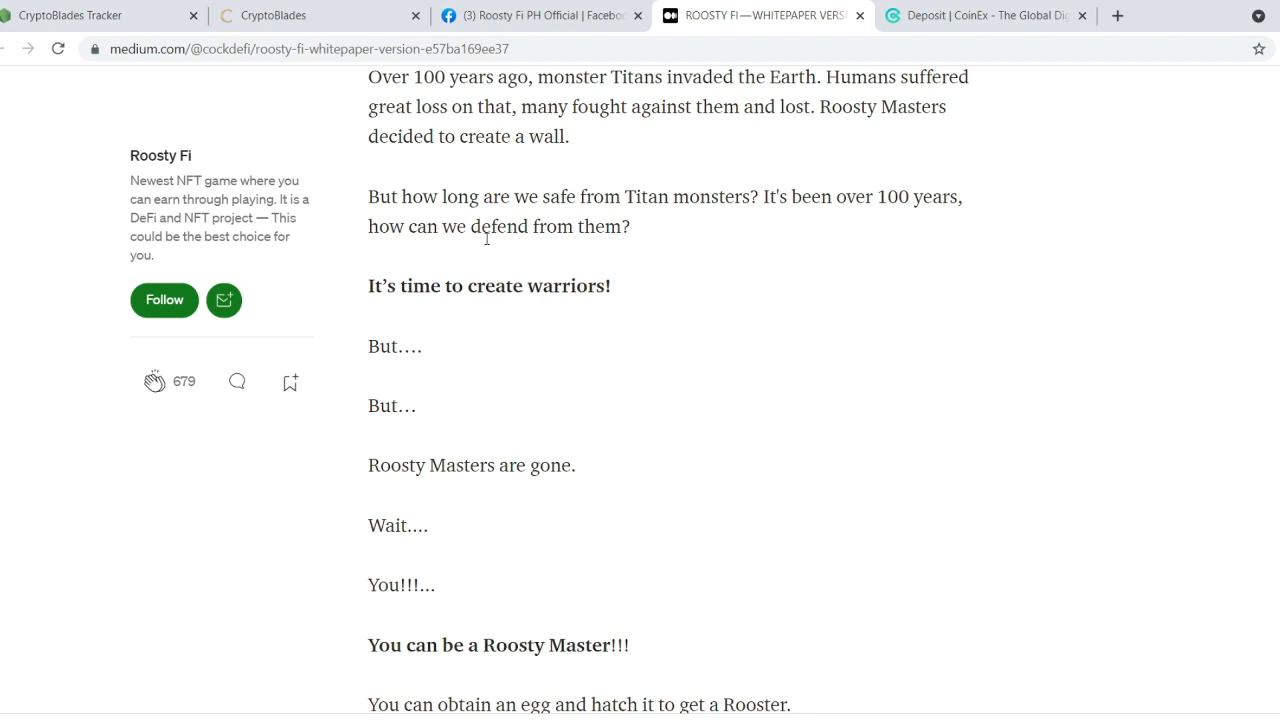 CryptoBlades Tracker
CryptoBlades
(3) Roosty Fi PH Official | Faceboo
ROOSTY FI — WHITEPAPER VERSI
Deposit | CoinEx - The Global Dig
medium.com/@cockdefi/roosty-fi-whitepaper-version-e57ba169ee37
Roosty Fi
Newest NFT game where you
can earn through playing. It is a
DeFi and NFT project — This
could be the best choice for
you.
Follow
679
Over 100 years ago, monster Titans invaded the Earth. Humans suffered
great loss on that, many fought against them and lost. Roosty Masters
decided to create a wall.
But how long are we safe from Titan monsters? It's been over 100 years,
how can we defend from them?
It’s time to create warriors!
But….
But…
Roosty Masters are gone.
Wait….
You!!!…
You can be a Roosty Master!!!
You can obtain an egg and hatch it to get a Rooster.